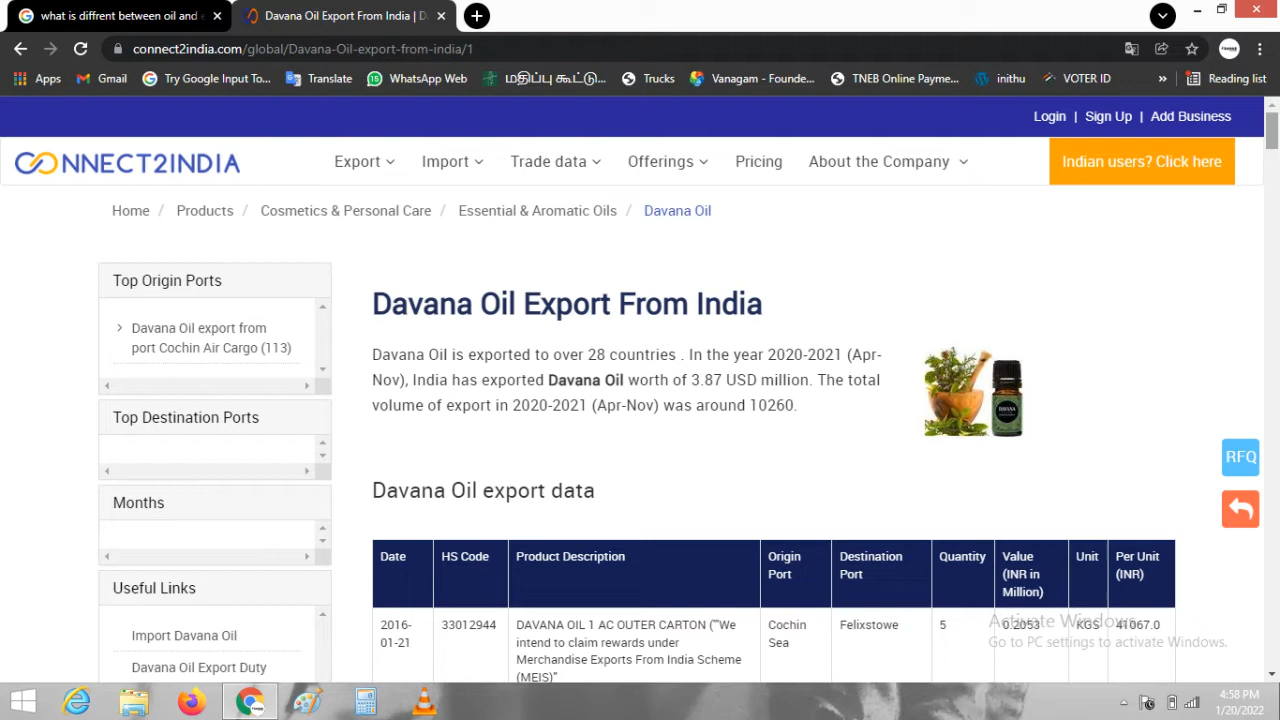 what is diffrent between oil and e
Davana Oil Export From India | D
connect2india.com/global/Davana-Oil-export-from-india/1
Apps Gmail Try Google Input To... Translate WhatsApp Web மதிப்பு கூட்டு... Trucks Vanagam - Founde... TNEB Online Payme... inithu VOTER ID » Reading list
Login | Sign Up | Add Business
CONNECT2INDIA
Export Import Trade data Offerings Pricing About the Company Indian users? Click here
Home / Products / Cosmetics & Personal Care / Essential & Aromatic Oils / Davana Oil
Top Origin Ports
Davana Oil export from
port Cochin Air Cargo (113)
Top Destination Ports
Months
Useful Links
Import Davana Oil
Davana Oil Export Duty
Davana Oil Export From India
Davana Oil is exported to over 28 countries . In the year 2020-2021 (Apr-
Nov), India has exported Davana Oil worth of 3.87 USD million. The total
volume of export in 2020-2021 (Apr-Nov) was around 10260.
DAVANA
RFQ
Davana Oil export data
Date HS Code Product Description Origin Port Destination Port Quantity Value (INR in Million) Unit Per Unit (INR)
2016-01-21 33012944 DAVANA OIL 1 AC OUTER CARTON (""We Cochin Sea Felixstowe 5 0.2053 KGS 41067.0
intend to claim rewards under
Merchandise Exports From India Scheme
(MEIS)"
Activate Windows
Go to PC settings to activate Windows.
4:58 PM
1/20/2022